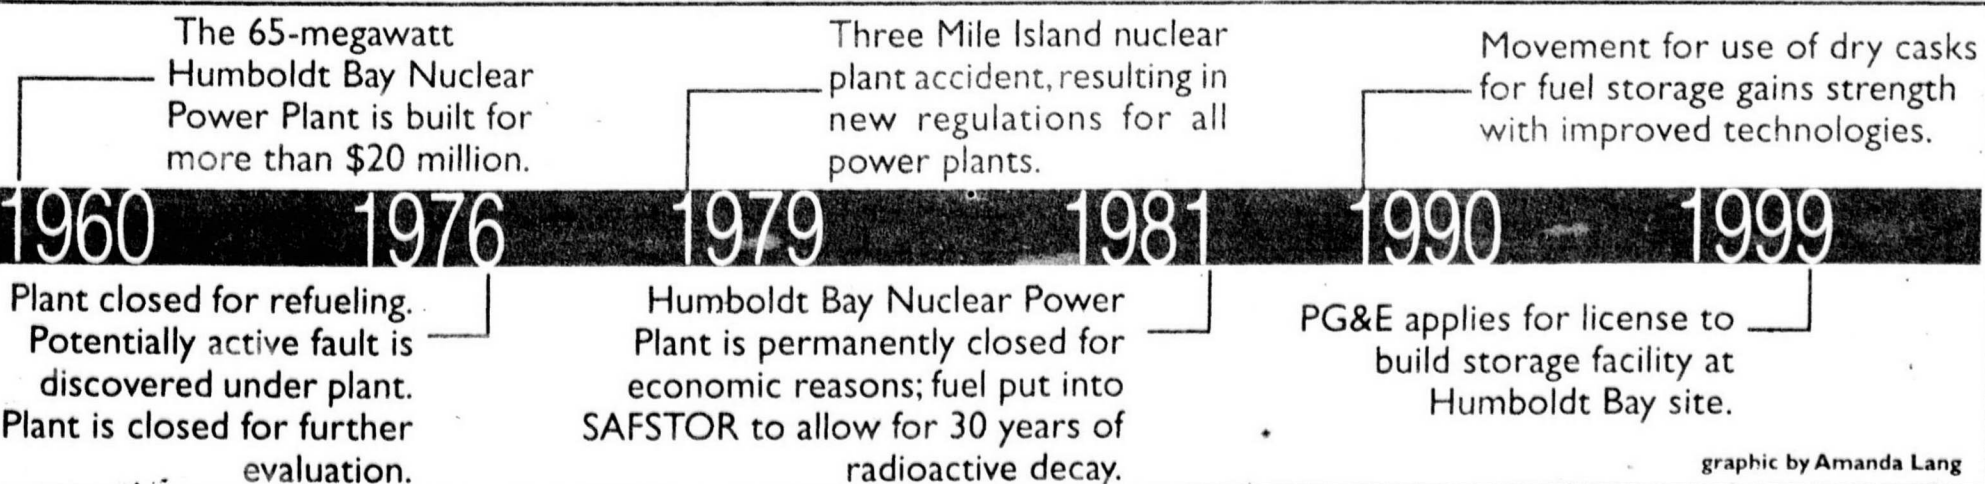 The 65-megawatt
Humboldt Bay Nuclear
Power Plant is built for
more than $20 million.
Three Mile Island nuclear
plant accident, resulting in
new regulations for all
power plants.
Movement for use of dry casks
for fuel storage gains strength
with improved technologies.
1960 1976 1979 1981 1990 1999
Plant closed for refueling.
Potentially active fault is
discovered under plant.
Plant is closed for further
evaluation.
Humboldt Bay Nuclear Power
Plant is permanently closed for
economic reasons; fuel put into
SAFSTOR to allow for 30 years of
radioactive decay.
PG&E applies for license to
build storage facility at
Humboldt Bay site.
graphic by Amanda Lang